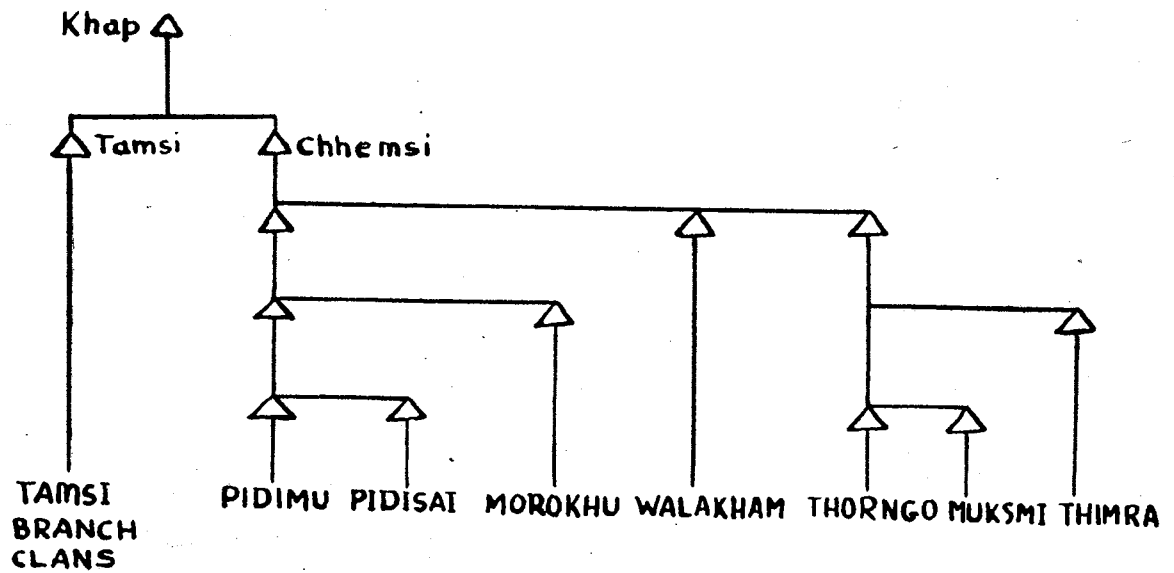 Khap
Tamsi
Chhemsi
TAMSI
BRANCH
CLANS
PIDIMU
PIDISAI
MOROKHU
WALAKHAM
THORNGO
MUKSMI
THIMRA